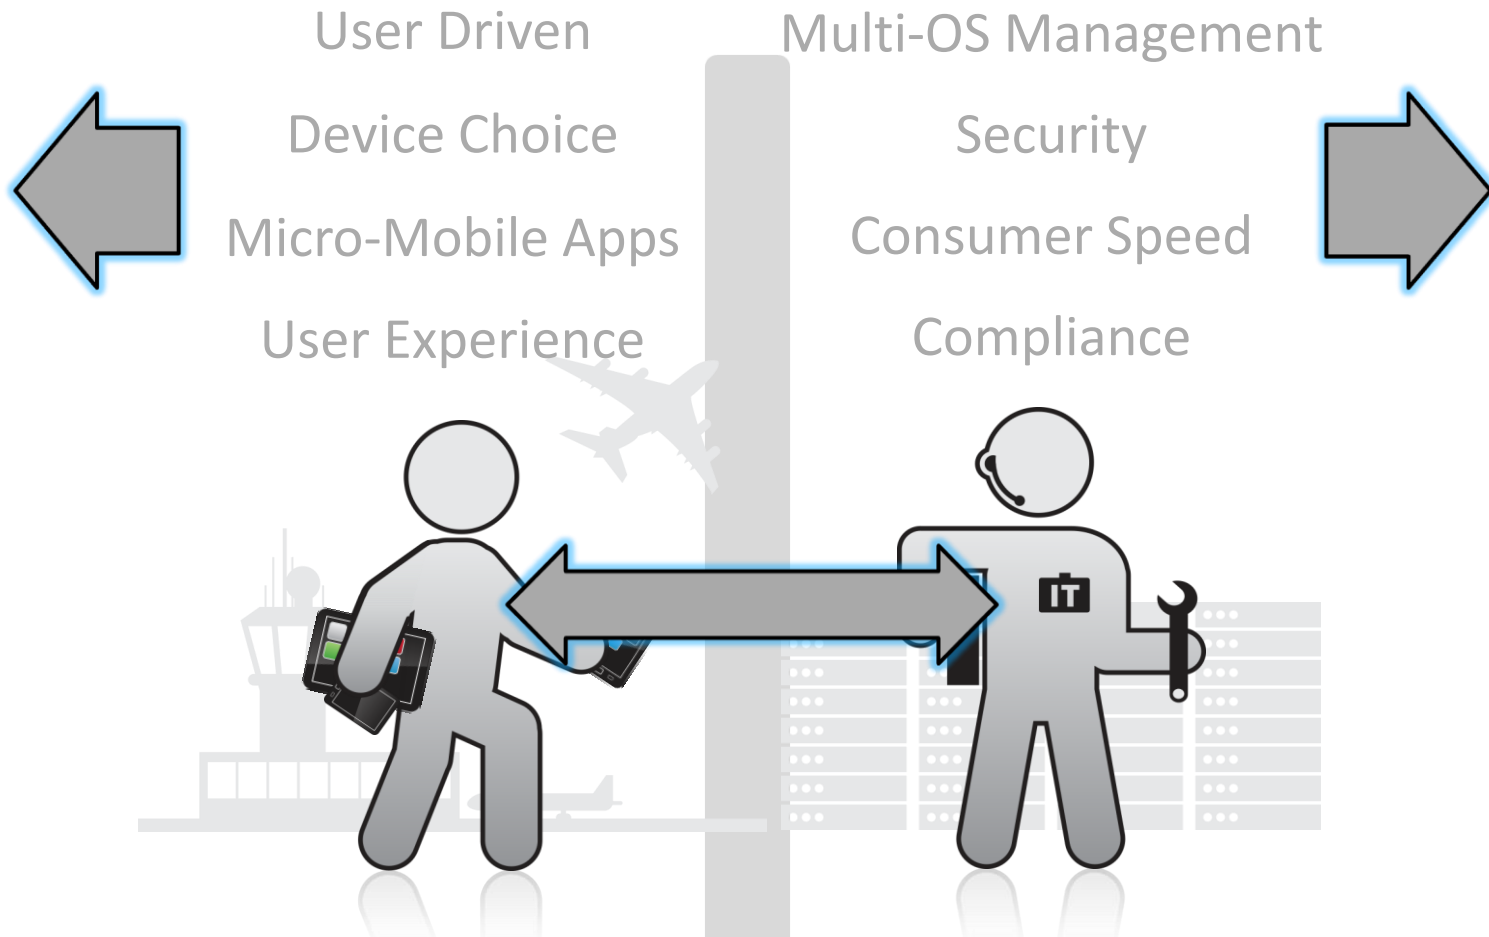 User Driven
Device Choice
Micro-Mobile Apps
User Experience
Multi-OS Management
Security
Consumer Speed
Compliance
IT